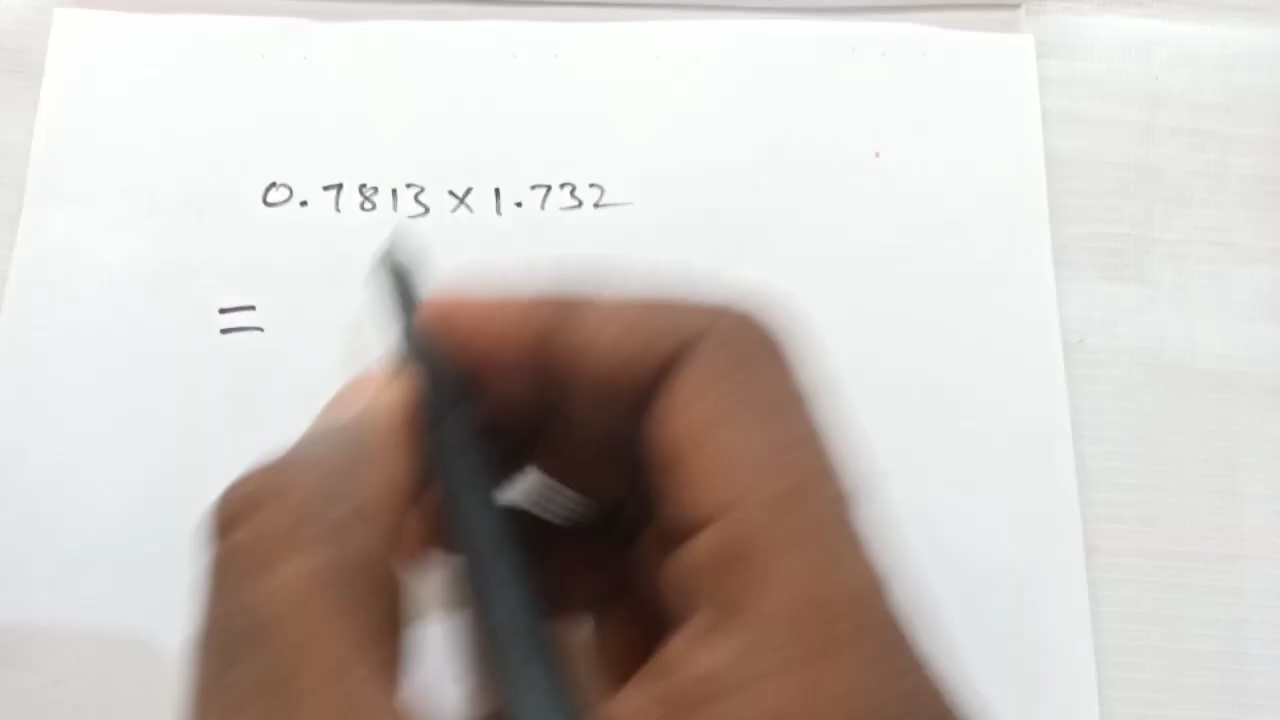 0.7813 × 1.732
=